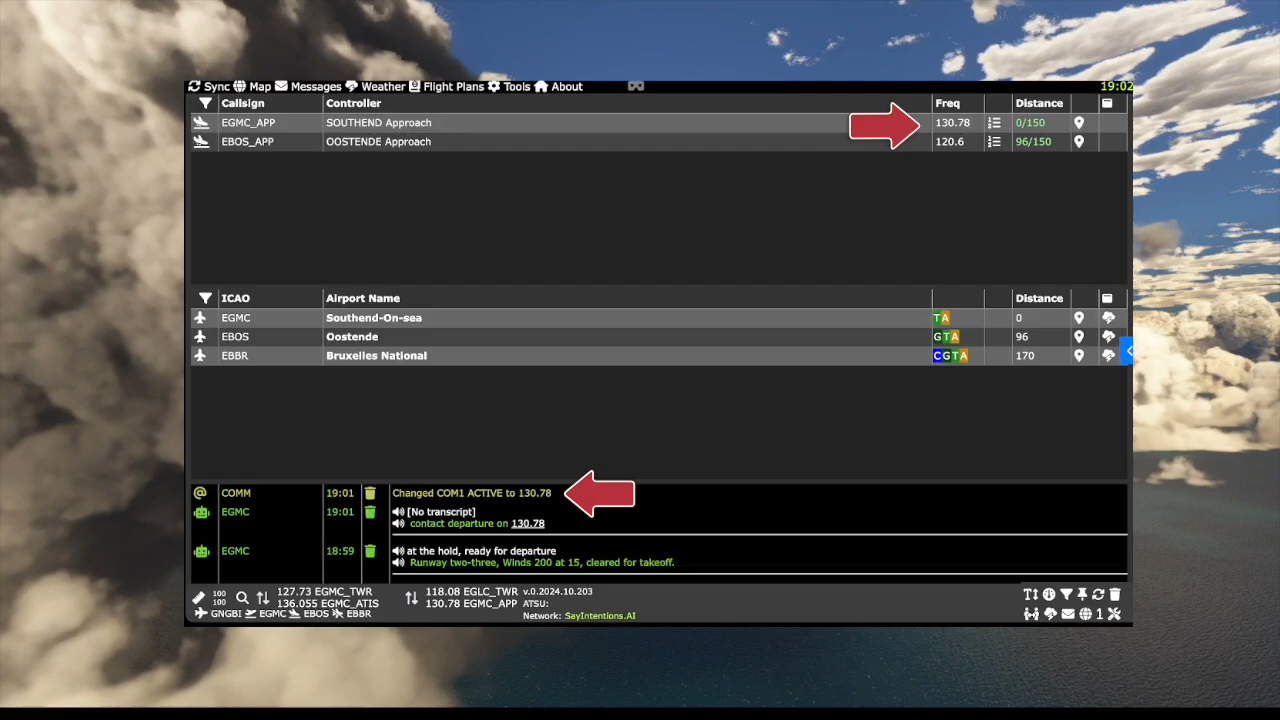 Sync Map Messages Weather Flight Plans Tools About 19:02
Callsign Controller Freq Distance
EGMC_APP SOUTHEND Approach 130.78 0/150
EBOS_APP OOSTENDE Approach 120.6 96/150
ICAO Airport Name Distance
EGMC Southend-On-sea TA 0
EBOS Oostende GTA 96
EBBR Bruxelles National CGTA 170
COMM 19:01 Changed COM1 ACTIVE to 130.78
EGMC 19:01 [No transcript]
contact departure on 130.78
EGMC 18:59 at the hold, ready for departure
Runway two-three, Winds 200 at 15, cleared for takeoff.
100 127.73 EGMC_TWR 118.08 EGLC_TWR v.0.2024.10.203
100 136.055 EGMC_ATIS 130.78 EGMC_APP ATSU:
GNGBI EGMC EBOS EBBR Network: SayIntentions.AI 1